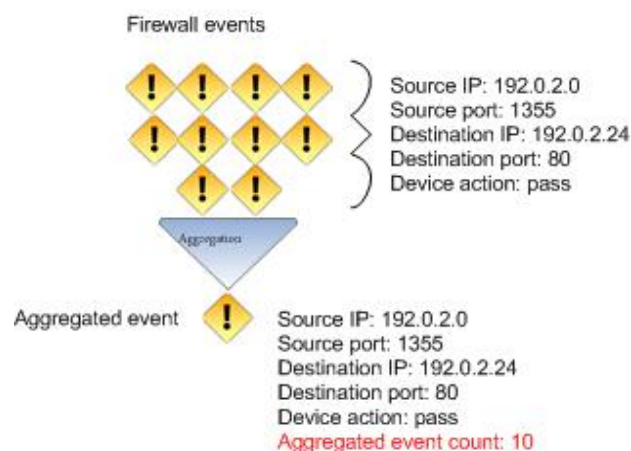 Firewall events
Source IP: 192.0.2.0
Source port: 1355
Destination IP: 192.0.2.24
Destination port: 80
Device action: pass
Aggregation
Aggregated event
Source IP: 192.0.2.0
Source port: 1355
Destination IP: 192.0.2.24
Destination port: 80
Device action: pass
Aggregated event count: 10